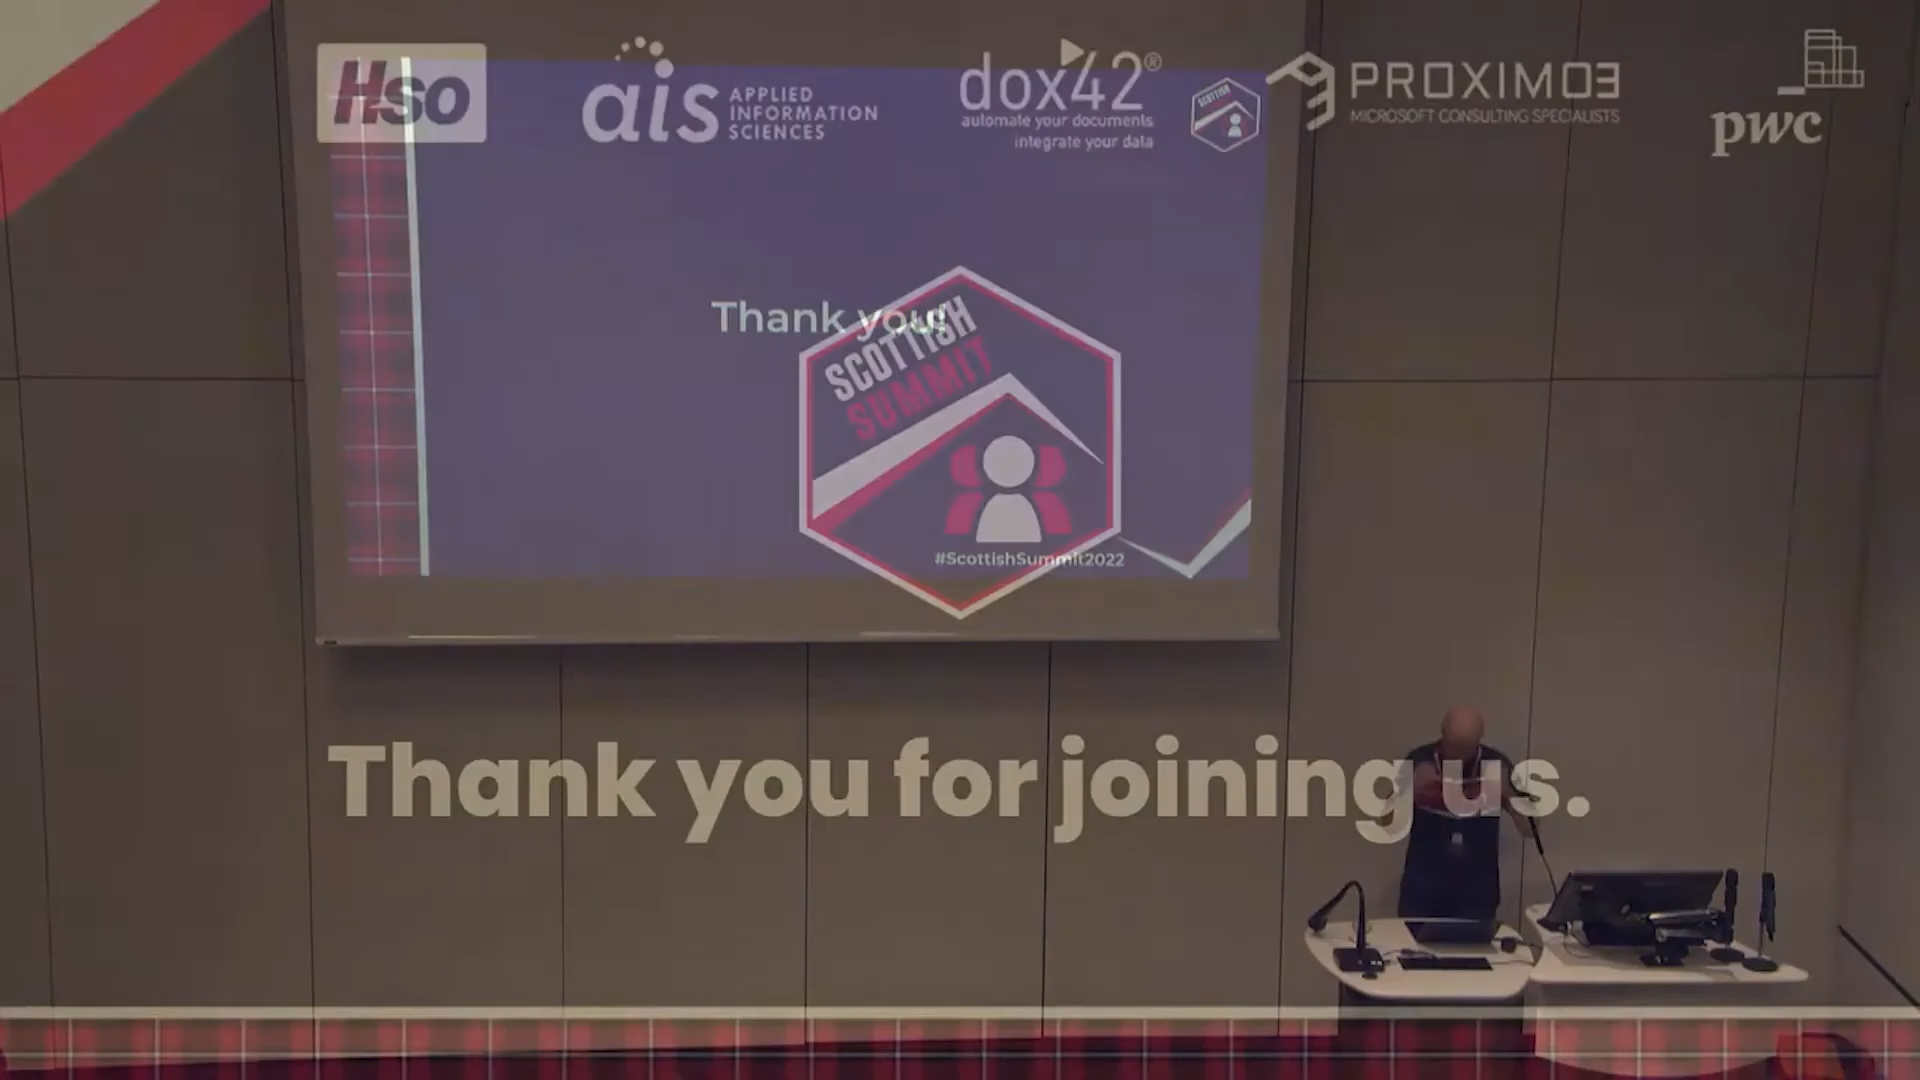 Hso
ais APPLIED
INFORMATION
SCIENCES
dox42®
automate your documents
integrate your data
SCOTTISH
PROXIMO3
MICROSOFT CONSULTING SPECIALISTS
pwc
Thank you!
SCOTTISH
SUMMIT
#ScottishSummit2022
Thank you for joining us.